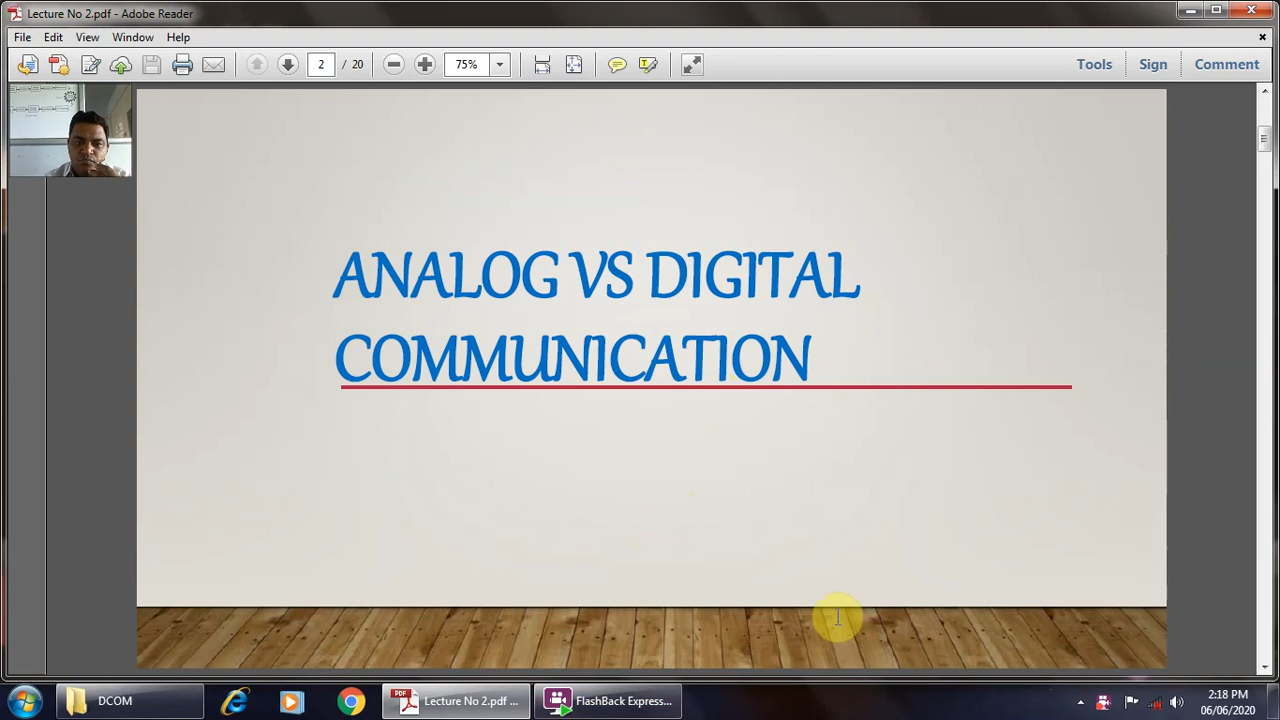 Lecture No 2.pdf - Adobe Reader
File Edit View Window Help
2 / 20 75% Tools Sign Comment
ANALOG VS DIGITAL
COMMUNICATION
DCOM
PDF
Lecture No 2.pdf ...
FlashBack Express...
2:18 PM
06/06/2020